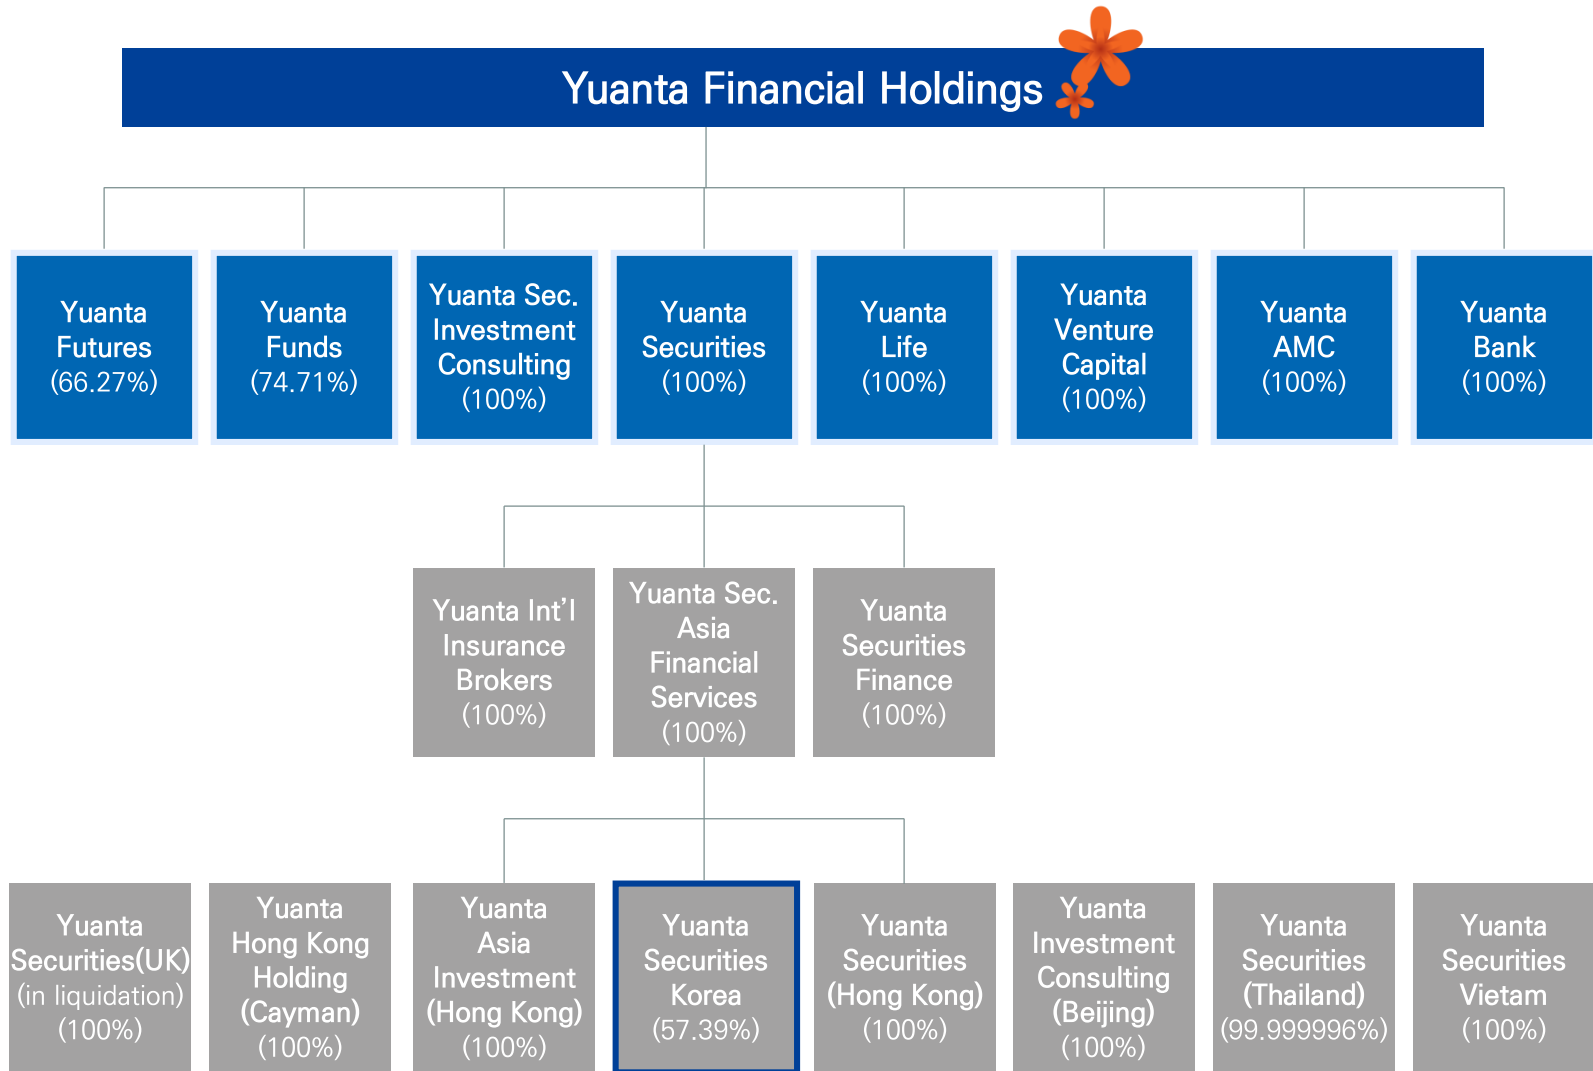 Yuanta Financial Holdings
Yuanta
Futures
(66.27%)
Yuanta
Funds
(74.71%)
Yuanta Sec.
Investment
Consulting
(100%)
Yuanta
Securities
(100%)
Yuanta
Life
(100%)
Yuanta
Venture
Capital
(100%)
Yuanta
AMC
(100%)
Yuanta
Bank
(100%)
Yuanta Int'l
Insurance
Brokers
(100%)
Yuanta Sec.
Asia
Financial
Services
(100%)
Yuanta
Securities
Finance
(100%)
Yuanta
Securities(UK)
(in liquidation)
(100%)
Yuanta
Hong Kong
Holding
(Cayman)
(100%)
Yuanta
Asia
Investment
(Hong Kong)
(100%)
Yuanta
Securities
Korea
(57.39%)
Yuanta
Securities
(Hong Kong)
(100%)
Yuanta
Investment
Consulting
(Beijing)
(100%)
Yuanta
Securities
(Thailand)
(99.999996%)
Yuanta
Securities
Vietam
(100%)